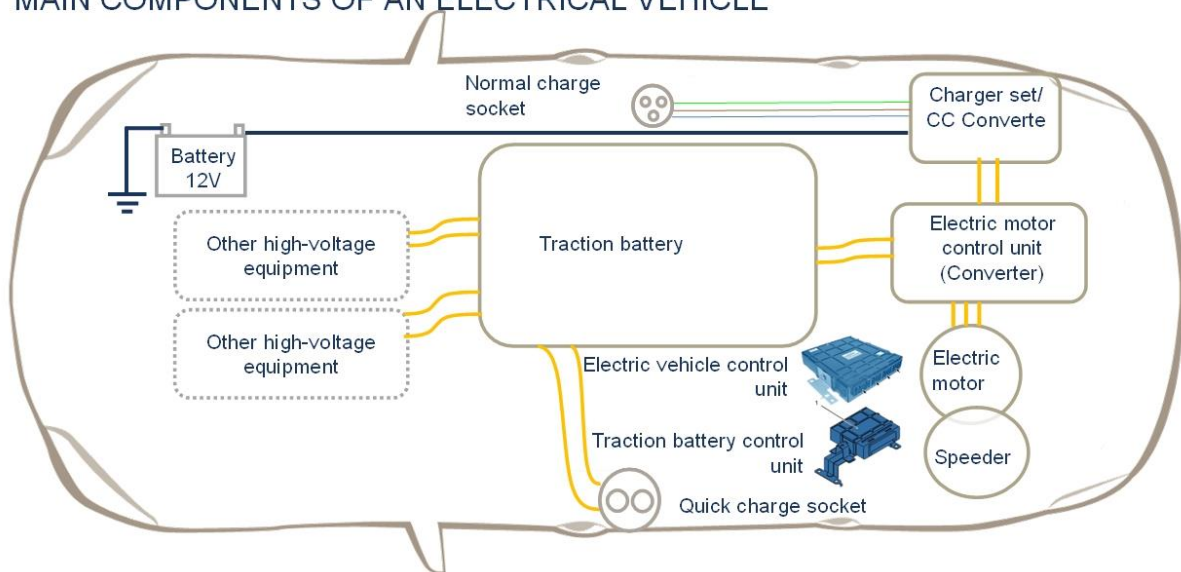 MAIN COMPONENTS OF AN ELECTRICAL VEHICLE
Normal charge
socket
Charger set/
CC Converte
Battery
12V
Other high-voltage
equipment
Traction battery
Electric motor
control unit
(Converter)
Other high-voltage
equipment
Electric vehicle control
unit
Electric
motor
1
Traction battery control
unit
Speeder
Quick charge socket